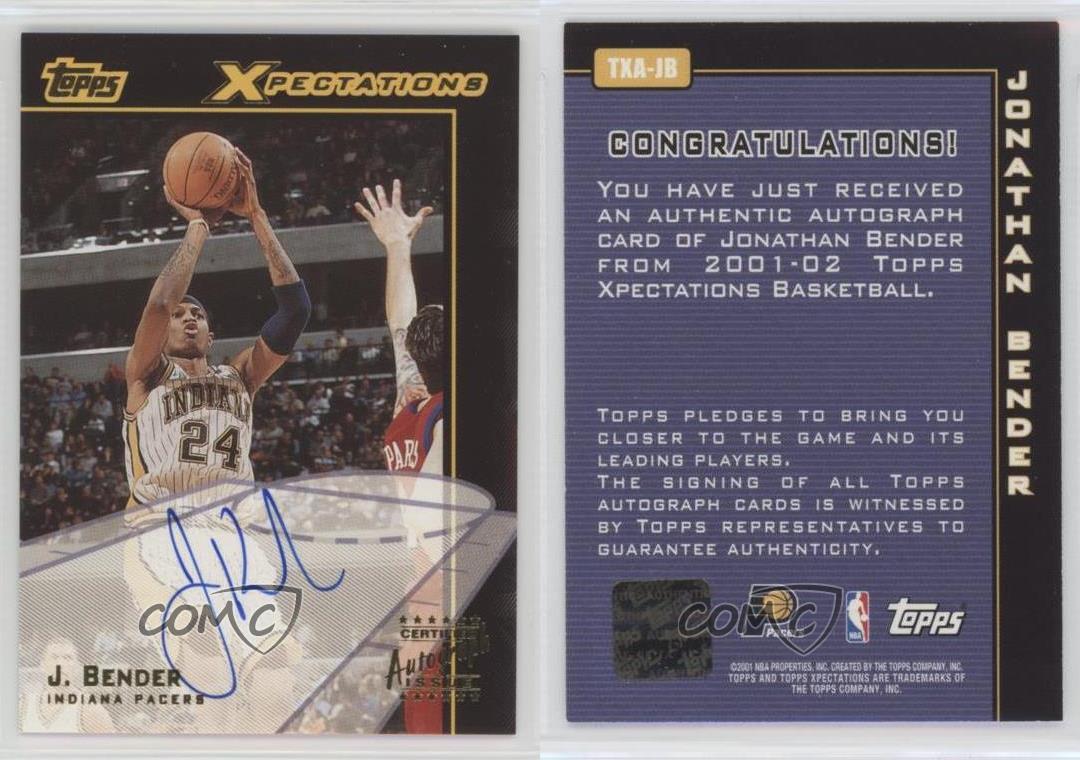 topps
XPECTATIONS
INDIANA
24
PARS
COMC
★★★★★
CERTIFIED
Autograph
ISSUE
★★★★★
J. BENDER
INDIANA PACERS
TXA-JB
JONATHAN BENDER
CONGRATULATIONS!
YOU HAVE JUST RECEIVED
AN AUTHENTIC AUTOGRAPH
CARD OF JONATHAN BENDER
FROM 2001-02 TOPPS
XPECTATIONS BASKETBALL.
TOPPS PLEDGES TO BRING YOU
CLOSER TO THE GAME AND ITS
LEADING PLAYERS.
THE SIGNING OF ALL TOPPS
AUTOGRAPH CARDS IS WITNESSED
BY TOPPS REPRESENTATIVES TO
GUARANTEE AUTHENTICITY.
COMC
PACERS
NBA
topps
©2001 NBA PROPERTIES, INC. CREATED BY THE TOPPS COMPANY, INC.
TOPPS AND TOPPS XPECTATIONS ARE TRADEMARKS OF
THE TOPPS COMPANY, INC.